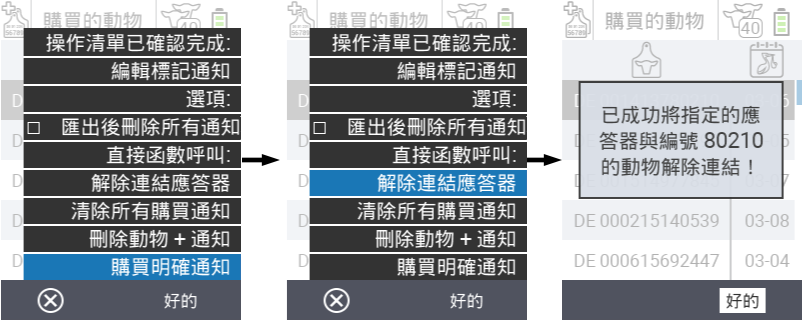 購買的動物
40
操作清單已確認完成:
編輯標記通知
選項:
匯出後刪除所有通知
直接函數呼叫:
解除連結應答器
清除所有購買通知
刪除動物 + 通知
購買明確通知
好的
購買的動物
40
操作清單已確認完成:
編輯標記通知
選項:
匯出後刪除所有通知
直接函數呼叫:
解除連結應答器
清除所有購買通知
刪除動物 + 通知
購買明確通知
好的
購買的動物
40
已成功將指定的應
答器與編號 80210
的動物解除連結！
DE 000215140539 03-08
DE 000615692447 03-04
好的